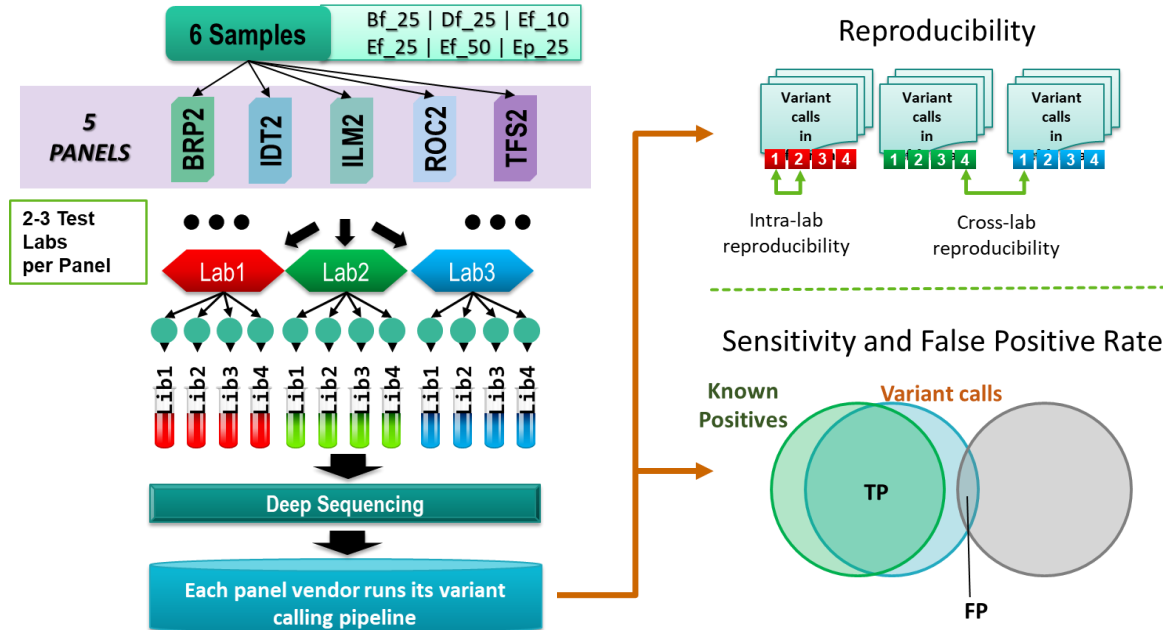 6 Samples
Bf_25 | Df_25 | Ef_10
Ef_25 | Ef_50 | Ep_25
5
PANELS
BRP2
IDT2
ILM2
ROC2
TFS2
2-3 Test
Labs
per Panel
Lab1
Lab2
Lab3
Lib1
Lib2
Lib3
Lib4
Lib1
Lib2
Lib3
Lib4
Lib1
Lib2
Lib3
Lib4
Deep Sequencing
Each panel vendor runs its variant
calling pipeline
Reproducibility
Variant
calls
in
1 2 3 4
Variant
calls
in
1 2 3 4
Variant
calls
in
1 2 3 4
Intra-lab
reproducibility
Cross-lab
reproducibility
Sensitivity and False Positive Rate
Known
Positives
Variant calls
TP
FP